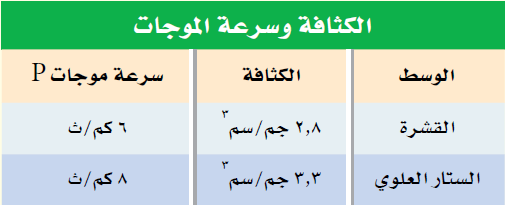 الكثافة وسرعة الموجات
الوسط الكثافة سرعة موجات P
القشرة ٢,٨ جم/سم٣ ٦ كم/ث
الستار العلوي ٣,٣ جم/سم٣ ٨ كم/ث